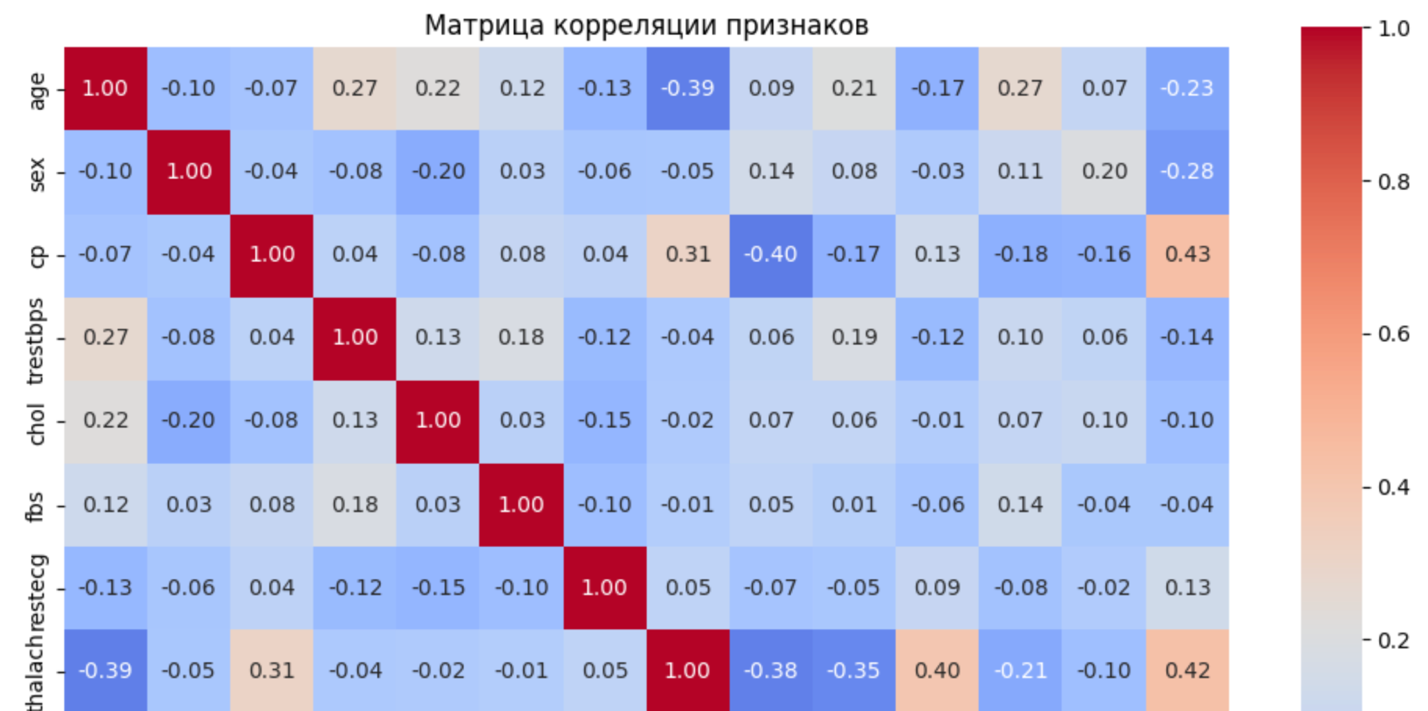 Матрица корреляции признаков
age 1.00 -0.10 -0.07 0.27 0.22 0.12 -0.13 -0.39 0.09 0.21 -0.17 0.27 0.07 -0.23
sex -0.10 1.00 -0.04 -0.08 -0.20 0.03 -0.06 -0.05 0.14 0.08 -0.03 0.11 0.20 -0.28
cp -0.07 -0.04 1.00 0.04 -0.08 0.08 0.04 0.31 -0.40 -0.17 0.13 -0.18 -0.16 0.43
trestbps 0.27 -0.08 0.04 1.00 0.13 0.18 -0.12 -0.04 0.06 0.19 -0.12 0.10 0.06 -0.14
chol 0.22 -0.20 -0.08 0.13 1.00 0.03 -0.15 -0.02 0.07 0.06 -0.01 0.07 0.10 -0.10
fbs 0.12 0.03 0.08 0.18 0.03 1.00 -0.10 -0.01 0.05 0.01 -0.06 0.14 -0.04 -0.04
restecg -0.13 -0.06 0.04 -0.12 -0.15 -0.10 1.00 0.05 -0.07 -0.05 0.09 -0.08 -0.02 0.13
thalach -0.39 -0.05 0.31 -0.04 -0.02 -0.01 0.05 1.00 -0.38 -0.35 0.40 -0.21 -0.10 0.42
1.0
0.8
0.6
0.4
0.2